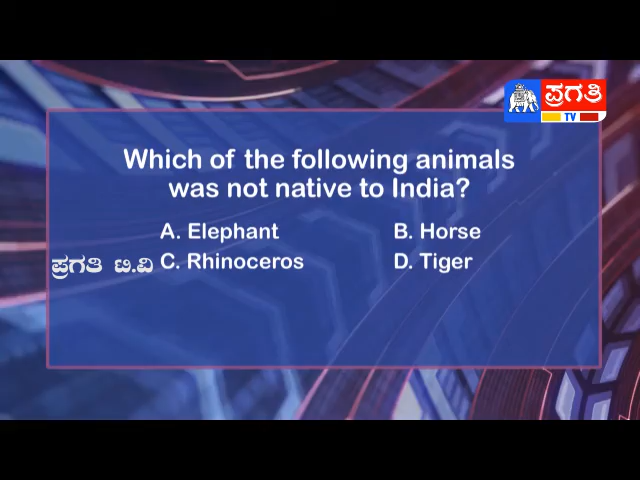 ಪ್ರಗತಿ
TV
Which of the following animals
was not native to India?
A. Elephant B. Horse
ಪ್ರಗತಿ ಟಿ.ವಿ C. Rhinoceros D. Tiger